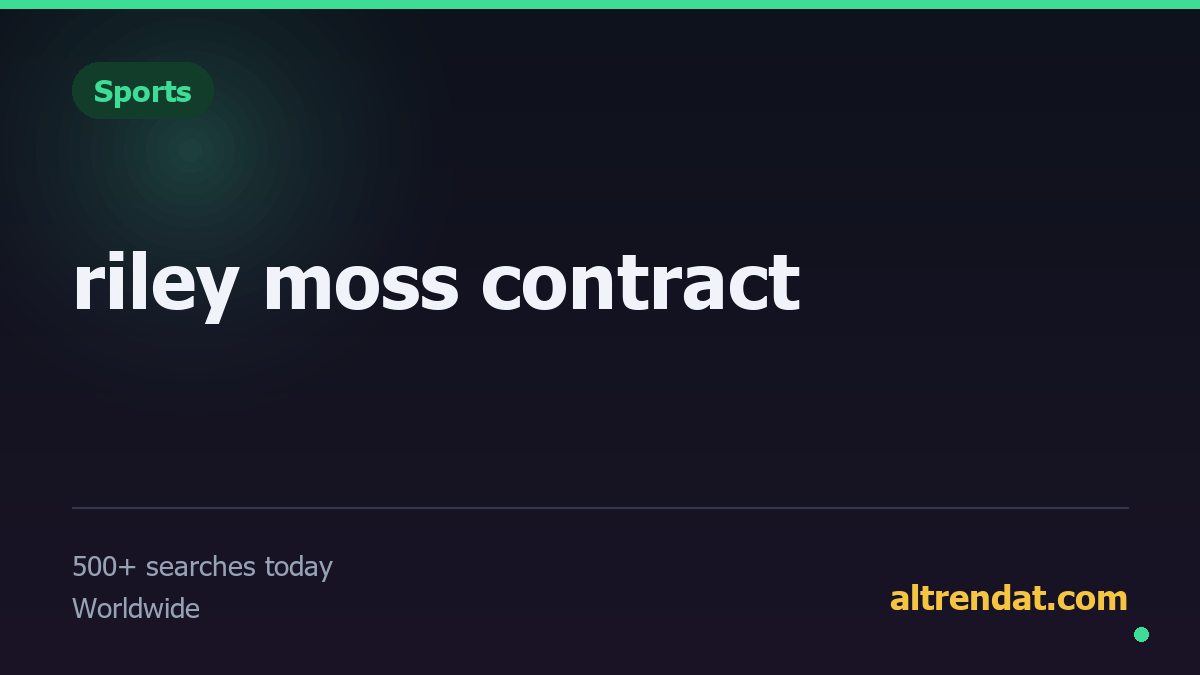 Sports
riley moss contract
500+ searches today
Worldwide
altrendat.com